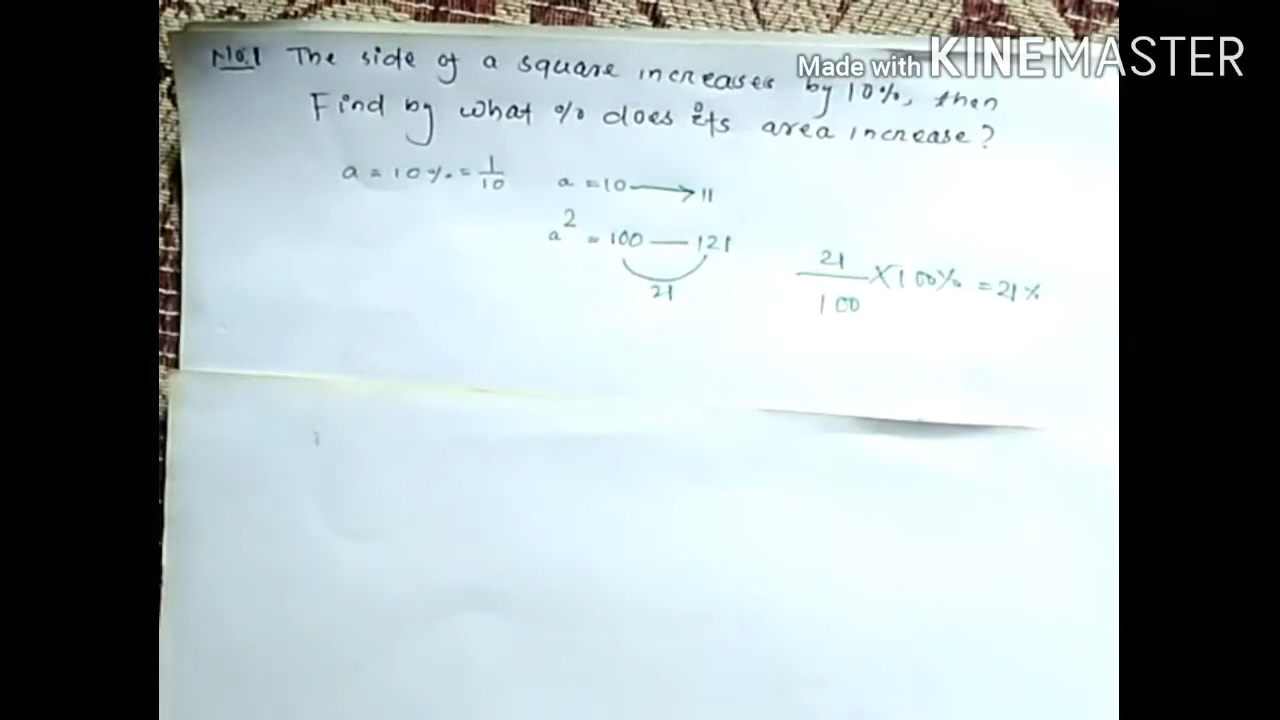 Made with KINEMASTER
No.1 The side of a square increases by 10%, then
Find by what % does its area increase?
a = 10% = 1/10
a = 10 → 11
a² = 100 — 121
21
21/100 × 100% = 21%